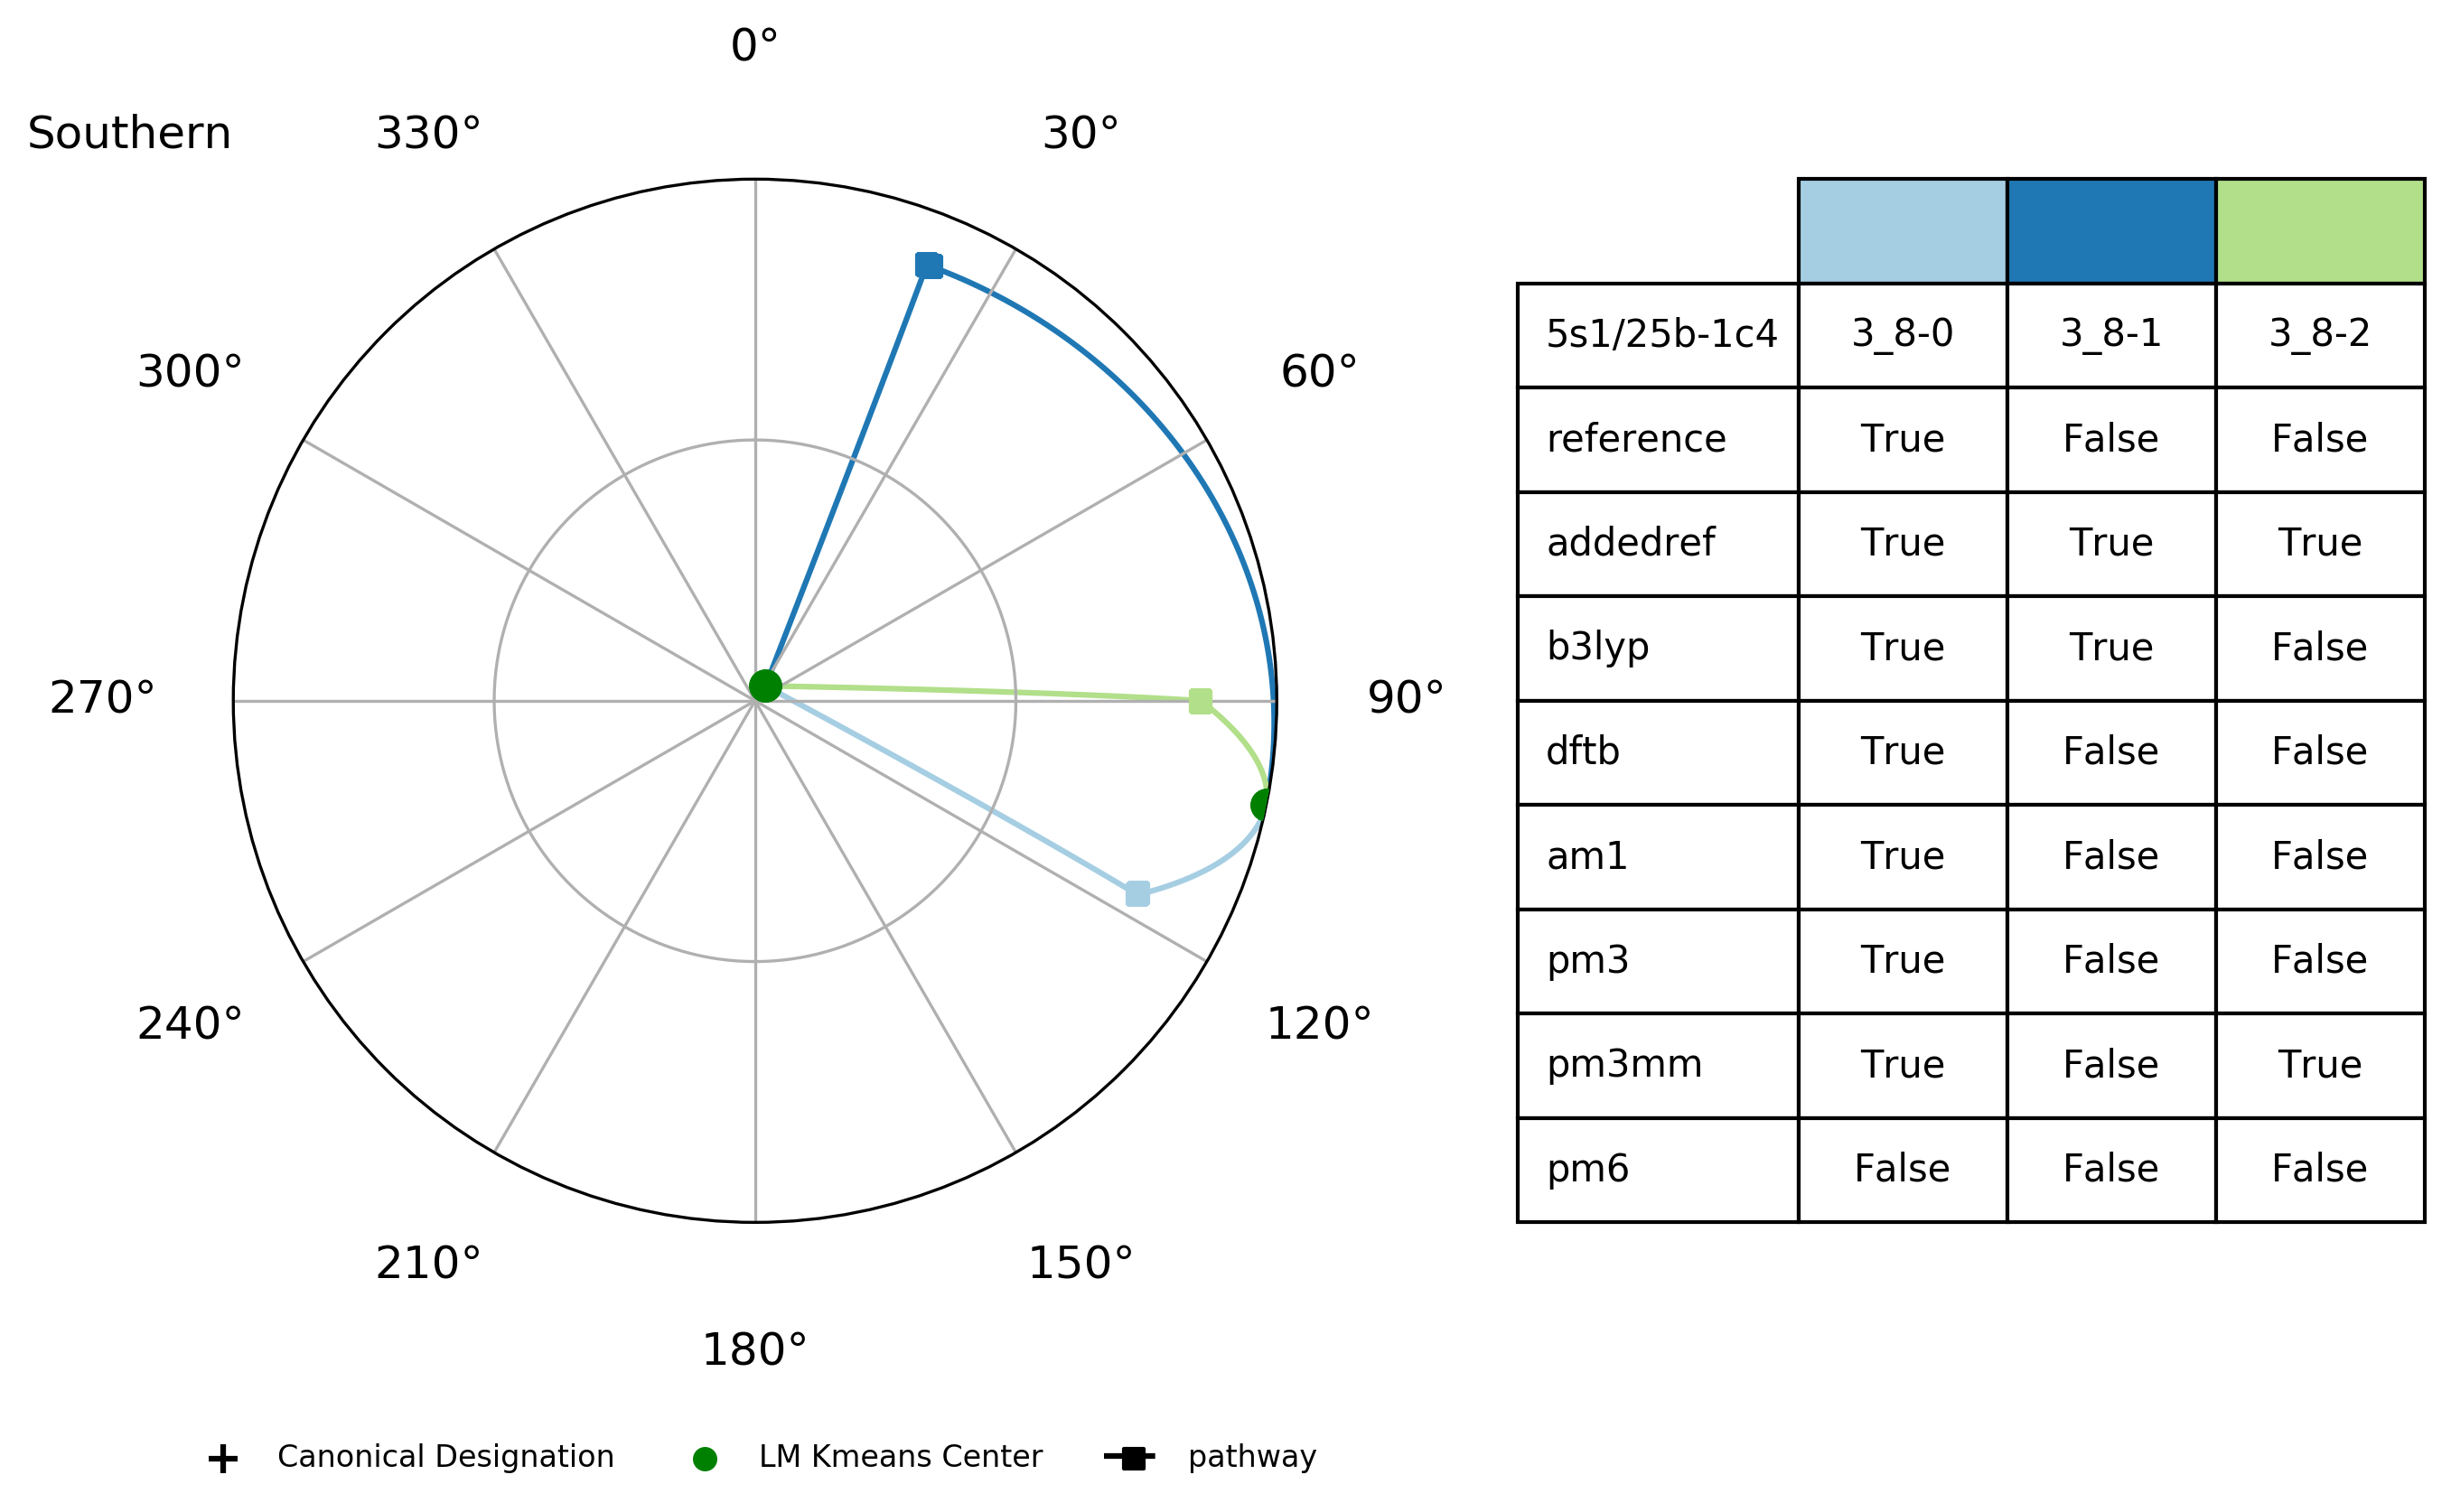 0°
Southern 330° 30°
300° 60°
270° 90°
240° 120°
210° 150°
180°
5s1/25b-1c4 3_8-0 3_8-1 3_8-2
reference True False False
addedref True True True
b3lyp True True False
dftb True False False
am1 True False False
pm3 True False False
pm3mm True False True
pm6 False False False
Canonical Designation LM Kmeans Center pathway